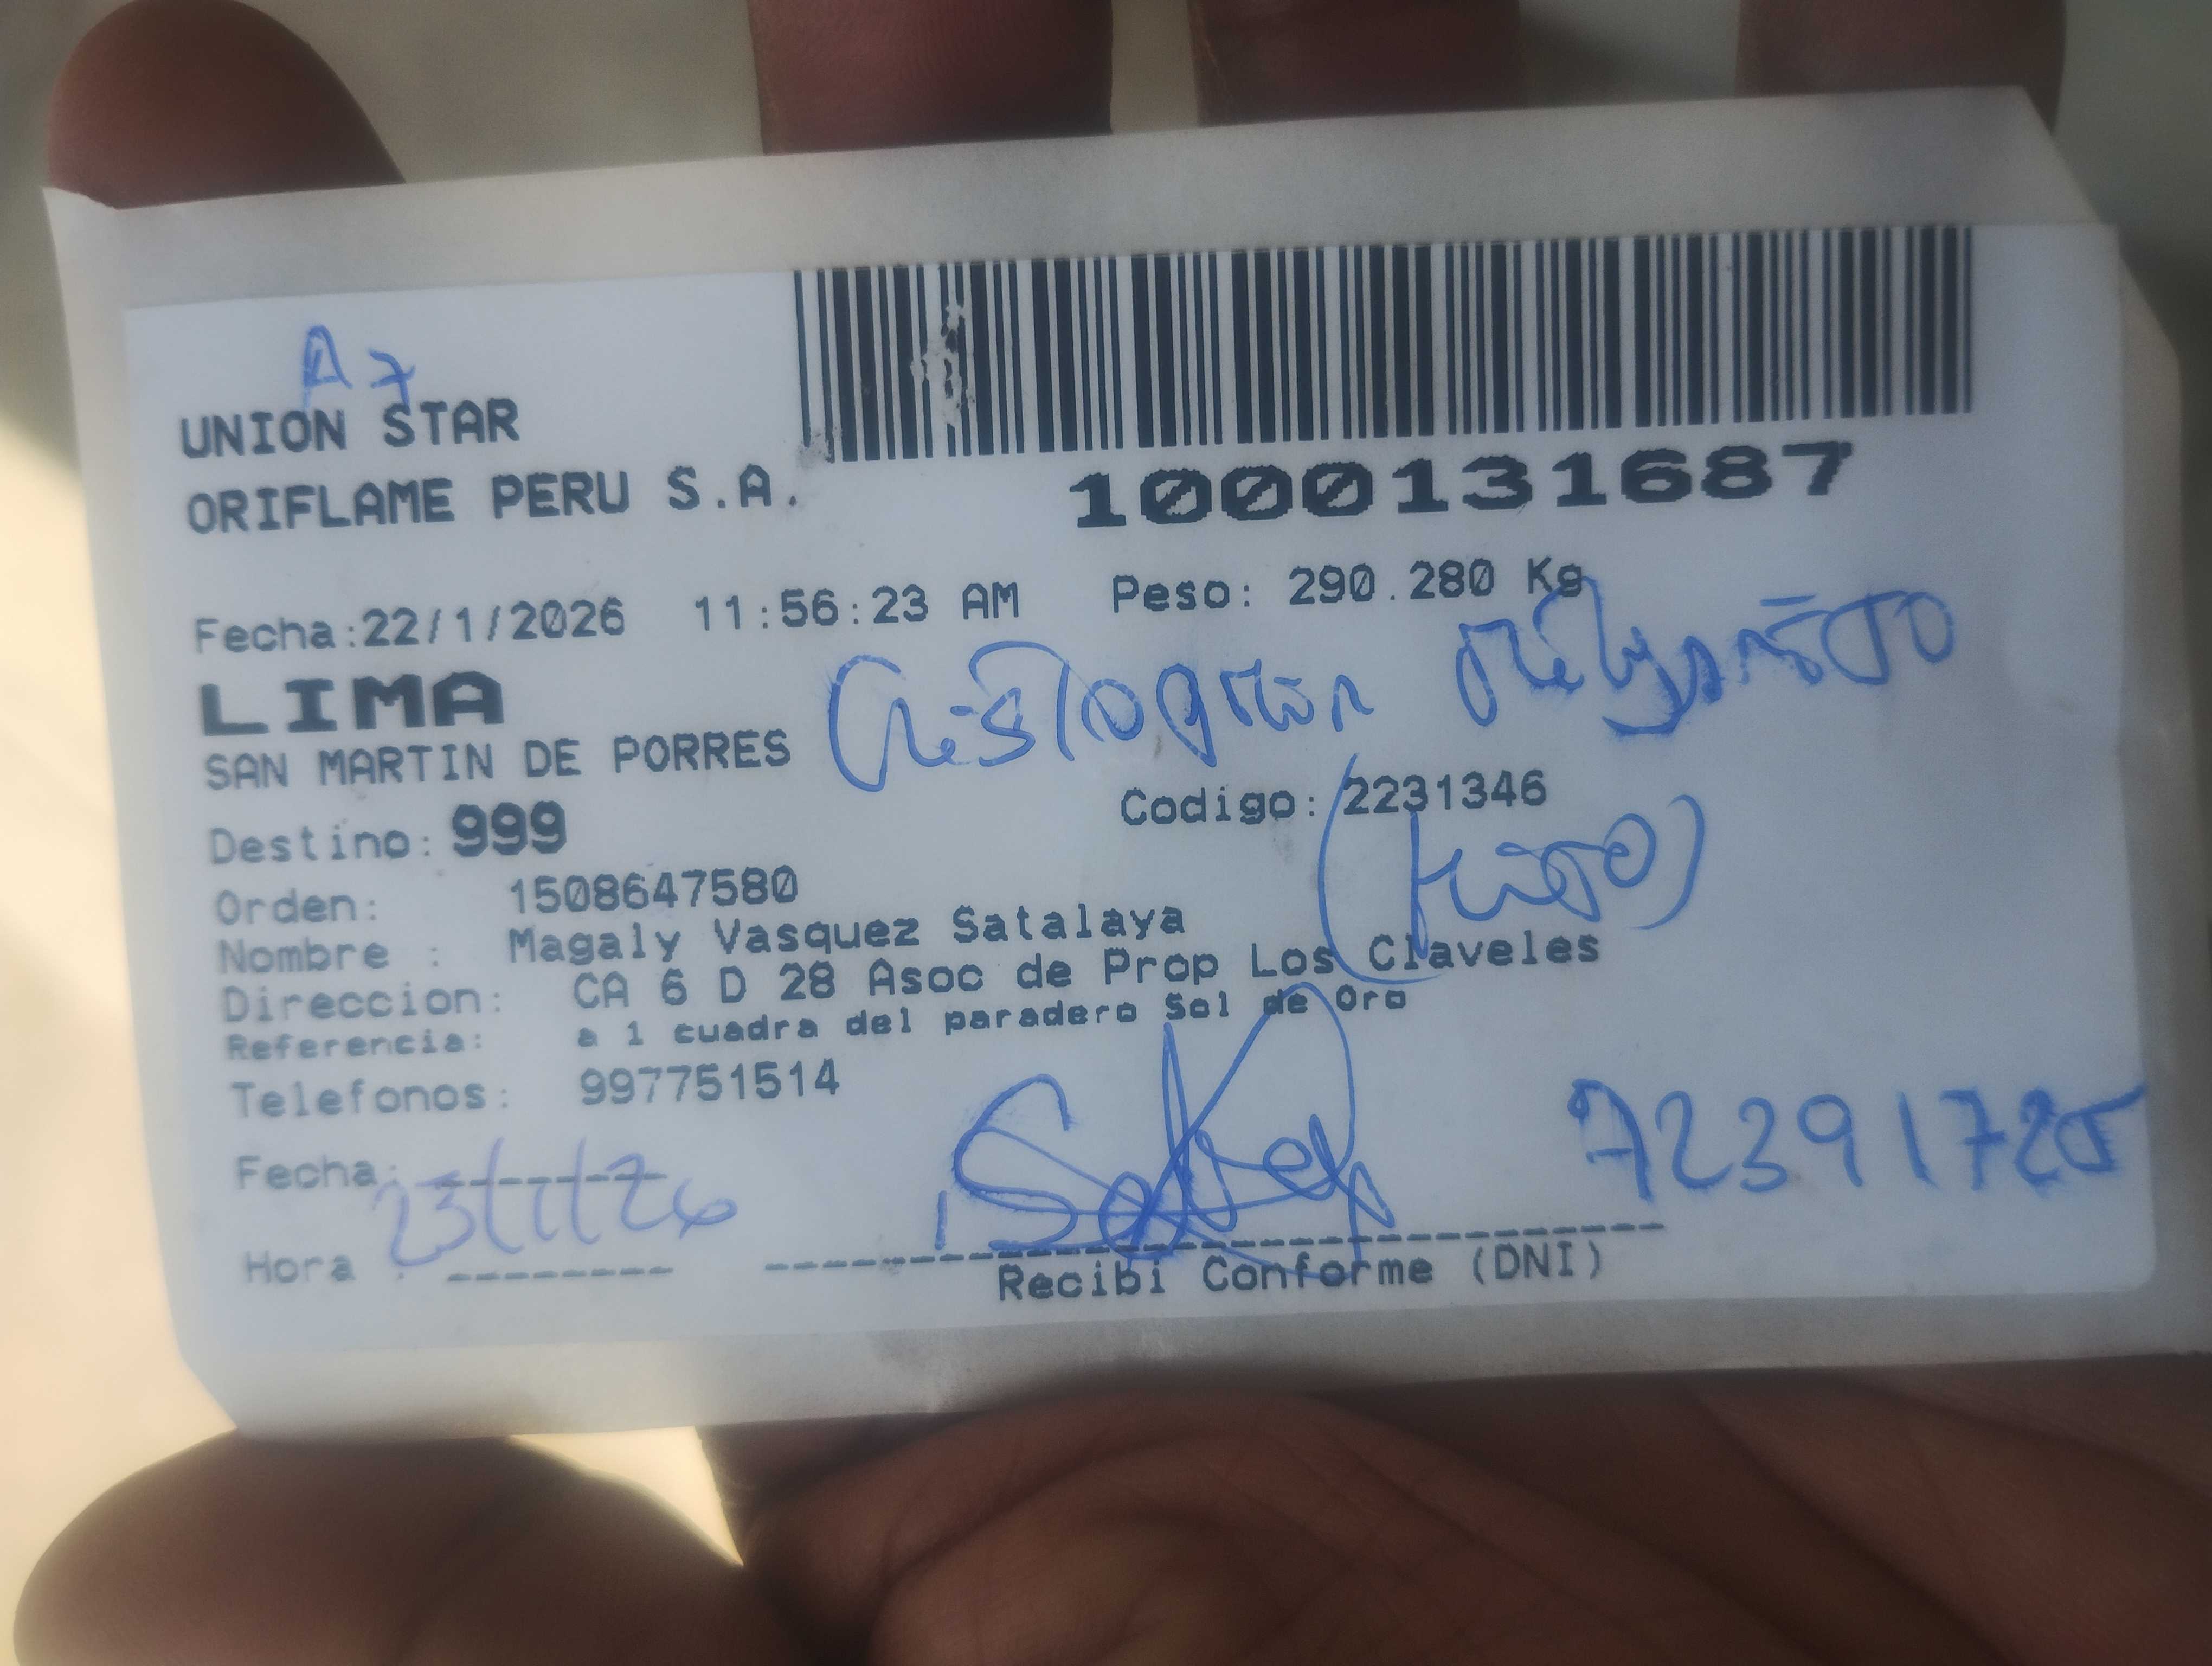 A7
UNION STAR
ORIFLAME PERU S.A.
1000131687
Fecha:22/1/2026 11:56:23 AM Peso: 290.280 Kg
LIMA
SAN MARTIN DE PORRES
Destino: 999 Codigo: 2231346
Orden: 1508647580
Nombre : Magaly Vasquez Satalaya
Direccion: CA 6 D 28 Asoc de Prop Los Claveles
Referencia: a 1 cuadra del paradero Sol de Oro
Telefonos: 997751514
Fecha: 23/1/26
72391725
Hora :
Recibi Conforme (DNI)